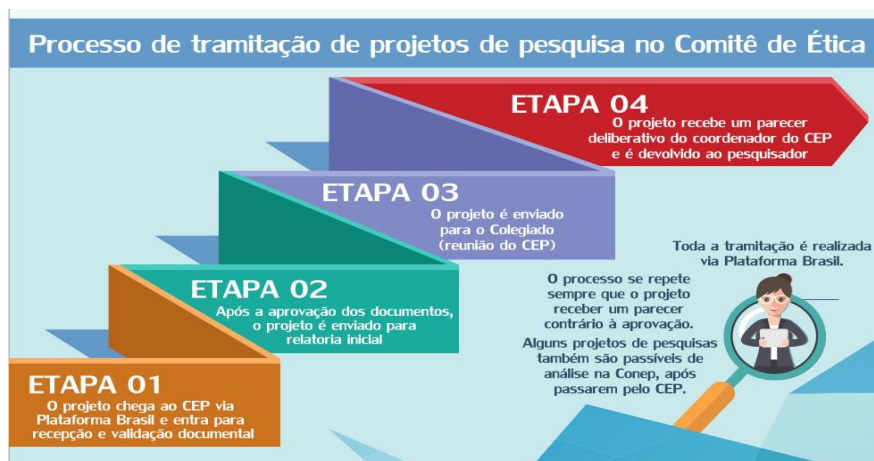 Processo de tramitação de projetos de pesquisa no Comitê de Ética
ETAPA 04
O projeto recebe um parecer
deliberativo do coordenador do CEP
e é devolvido ao pesquisador
ETAPA 03
O projeto é enviado
para o Colegiado
(reunião do CEP)
ETAPA 02
Após a aprovação dos documentos,
o projeto é enviado para
relatoria inicial
ETAPA 01
O projeto chega ao CEP via
Plataforma Brasil e entra para
recepção e validação documental
Toda a tramitação é realizada
via Plataforma Brasil.
O processo se repete
sempre que o projeto
receber um parecer
contrário à aprovação.
Alguns projetos de pesquisas
também são passíveis de
análise na Conep, após
passarem pelo CEP.